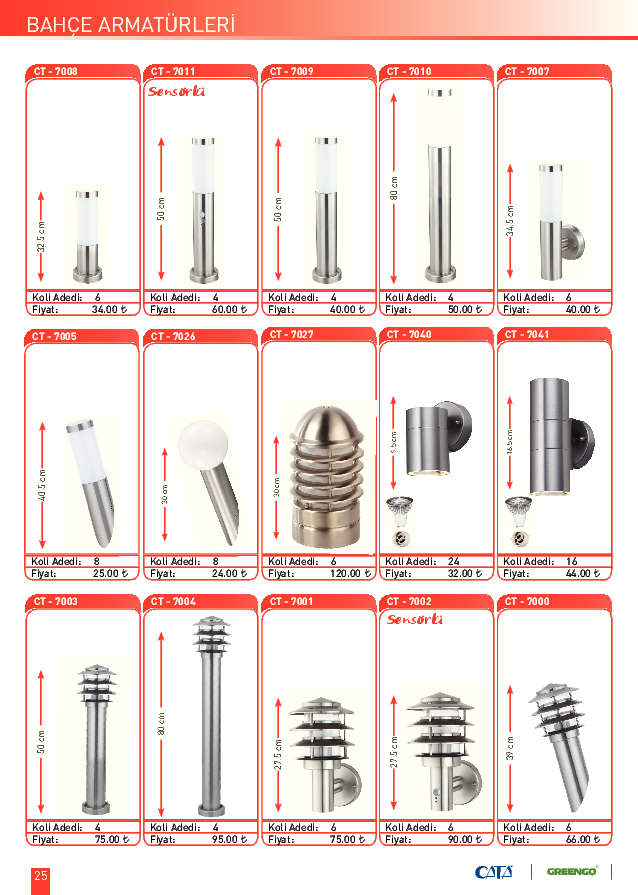 BAHÇE ARMATÜRLERİ
CT - 7008
32.5 cm
Koli Adedi: 6
Fiyat: 34.00 ₺
CT - 7011
Sensörlü
50 cm
Koli Adedi: 4
Fiyat: 60.00 ₺
CT - 7009
50 cm
Koli Adedi: 4
Fiyat: 40.00 ₺
CT - 7010
80 cm
Koli Adedi: 4
Fiyat: 50.00 ₺
CT - 7007
34.5 cm
Koli Adedi: 6
Fiyat: 40.00 ₺
CT - 7005
40.5 cm
Koli Adedi: 8
Fiyat: 25.00 ₺
CT - 7026
30 cm
Koli Adedi: 8
Fiyat: 24.00 ₺
CT - 7027
30 cm
Koli Adedi: 6
Fiyat: 120.00 ₺
CT - 7040
9.5 cm
Koli Adedi: 24
Fiyat: 32.00 ₺
CT - 7041
16.5 cm
Koli Adedi: 16
Fiyat: 44.00 ₺
CT - 7003
50 cm
Koli Adedi: 4
Fiyat: 75.00 ₺
CT - 7004
80 cm
Koli Adedi: 4
Fiyat: 95.00 ₺
CT - 7001
27.5 cm
Koli Adedi: 6
Fiyat: 75.00 ₺
CT - 7002
Sensörlü
27.5 cm
Koli Adedi: 6
Fiyat: 90.00 ₺
CT - 7000
39 cm
Koli Adedi: 6
Fiyat: 66.00 ₺
25
CATA
GREENGO